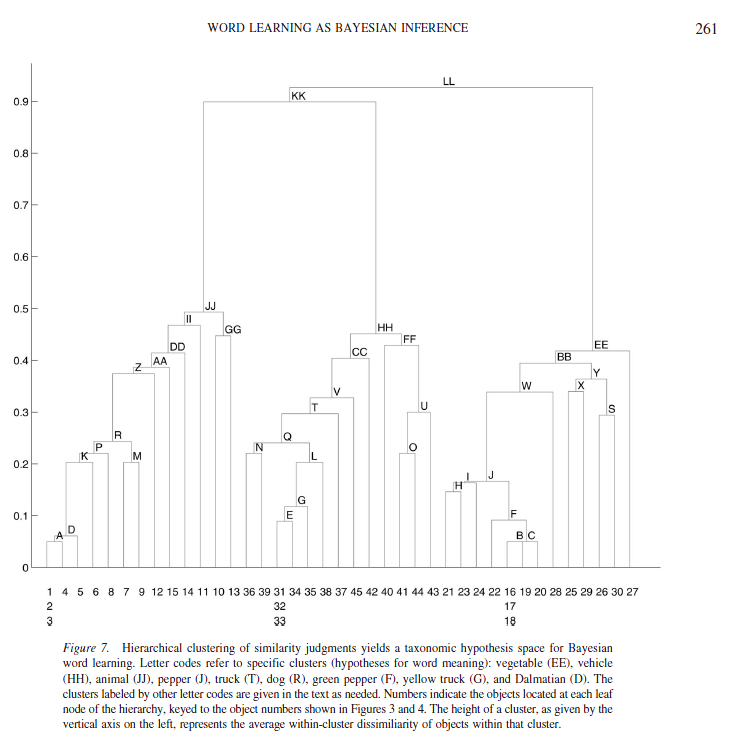 WORD LEARNING AS BAYESIAN INFERENCE 261
LL
KK
0.9
0.8
0.7
0.6
0.5
JJ
II
GG
HH
FF
DD
CC
EE
0.4
AA
BB
Z
Y
X
W
V
0.3
T
U
S
R
Q
P
N
O
K
M
L
0.2
I
J
H
G
F
0.1
E
D
A
B C
0
1 4 5 6 8 7 9 12 15 14 11 10 13 36 39 31 34 35 38 37 45 42 40 41 44 43 21 23 24 22 16 19 20 28 25 29 26 30 27
2 32 17
3 33 18
Figure 7. Hierarchical clustering of similarity judgments yields a taxonomic hypothesis space for Bayesian
word learning. Letter codes refer to specific clusters (hypotheses for word meaning): vegetable (EE), vehicle
(HH), animal (JJ), pepper (J), truck (T), dog (R), green pepper (F), yellow truck (G), and Dalmatian (D). The
clusters labeled by other letter codes are given in the text as needed. Numbers indicate the objects located at each leaf
node of the hierarchy, keyed to the object numbers shown in Figures 3 and 4. The height of a cluster, as given by the
vertical axis on the left, represents the average within-cluster dissimilarity of objects within that cluster.